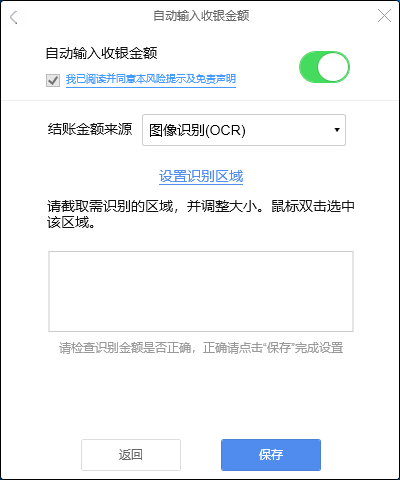 自动输入收银金额
自动输入收银金额
我已阅读并同意本风险提示及免责声明
结账金额来源 图像识别(OCR)
设置识别区域
请截取需识别的区域，并调整大小。鼠标双击选中
该区域。
请检查识别金额是否正确，正确请点击“保存”完成设置
返回 保存